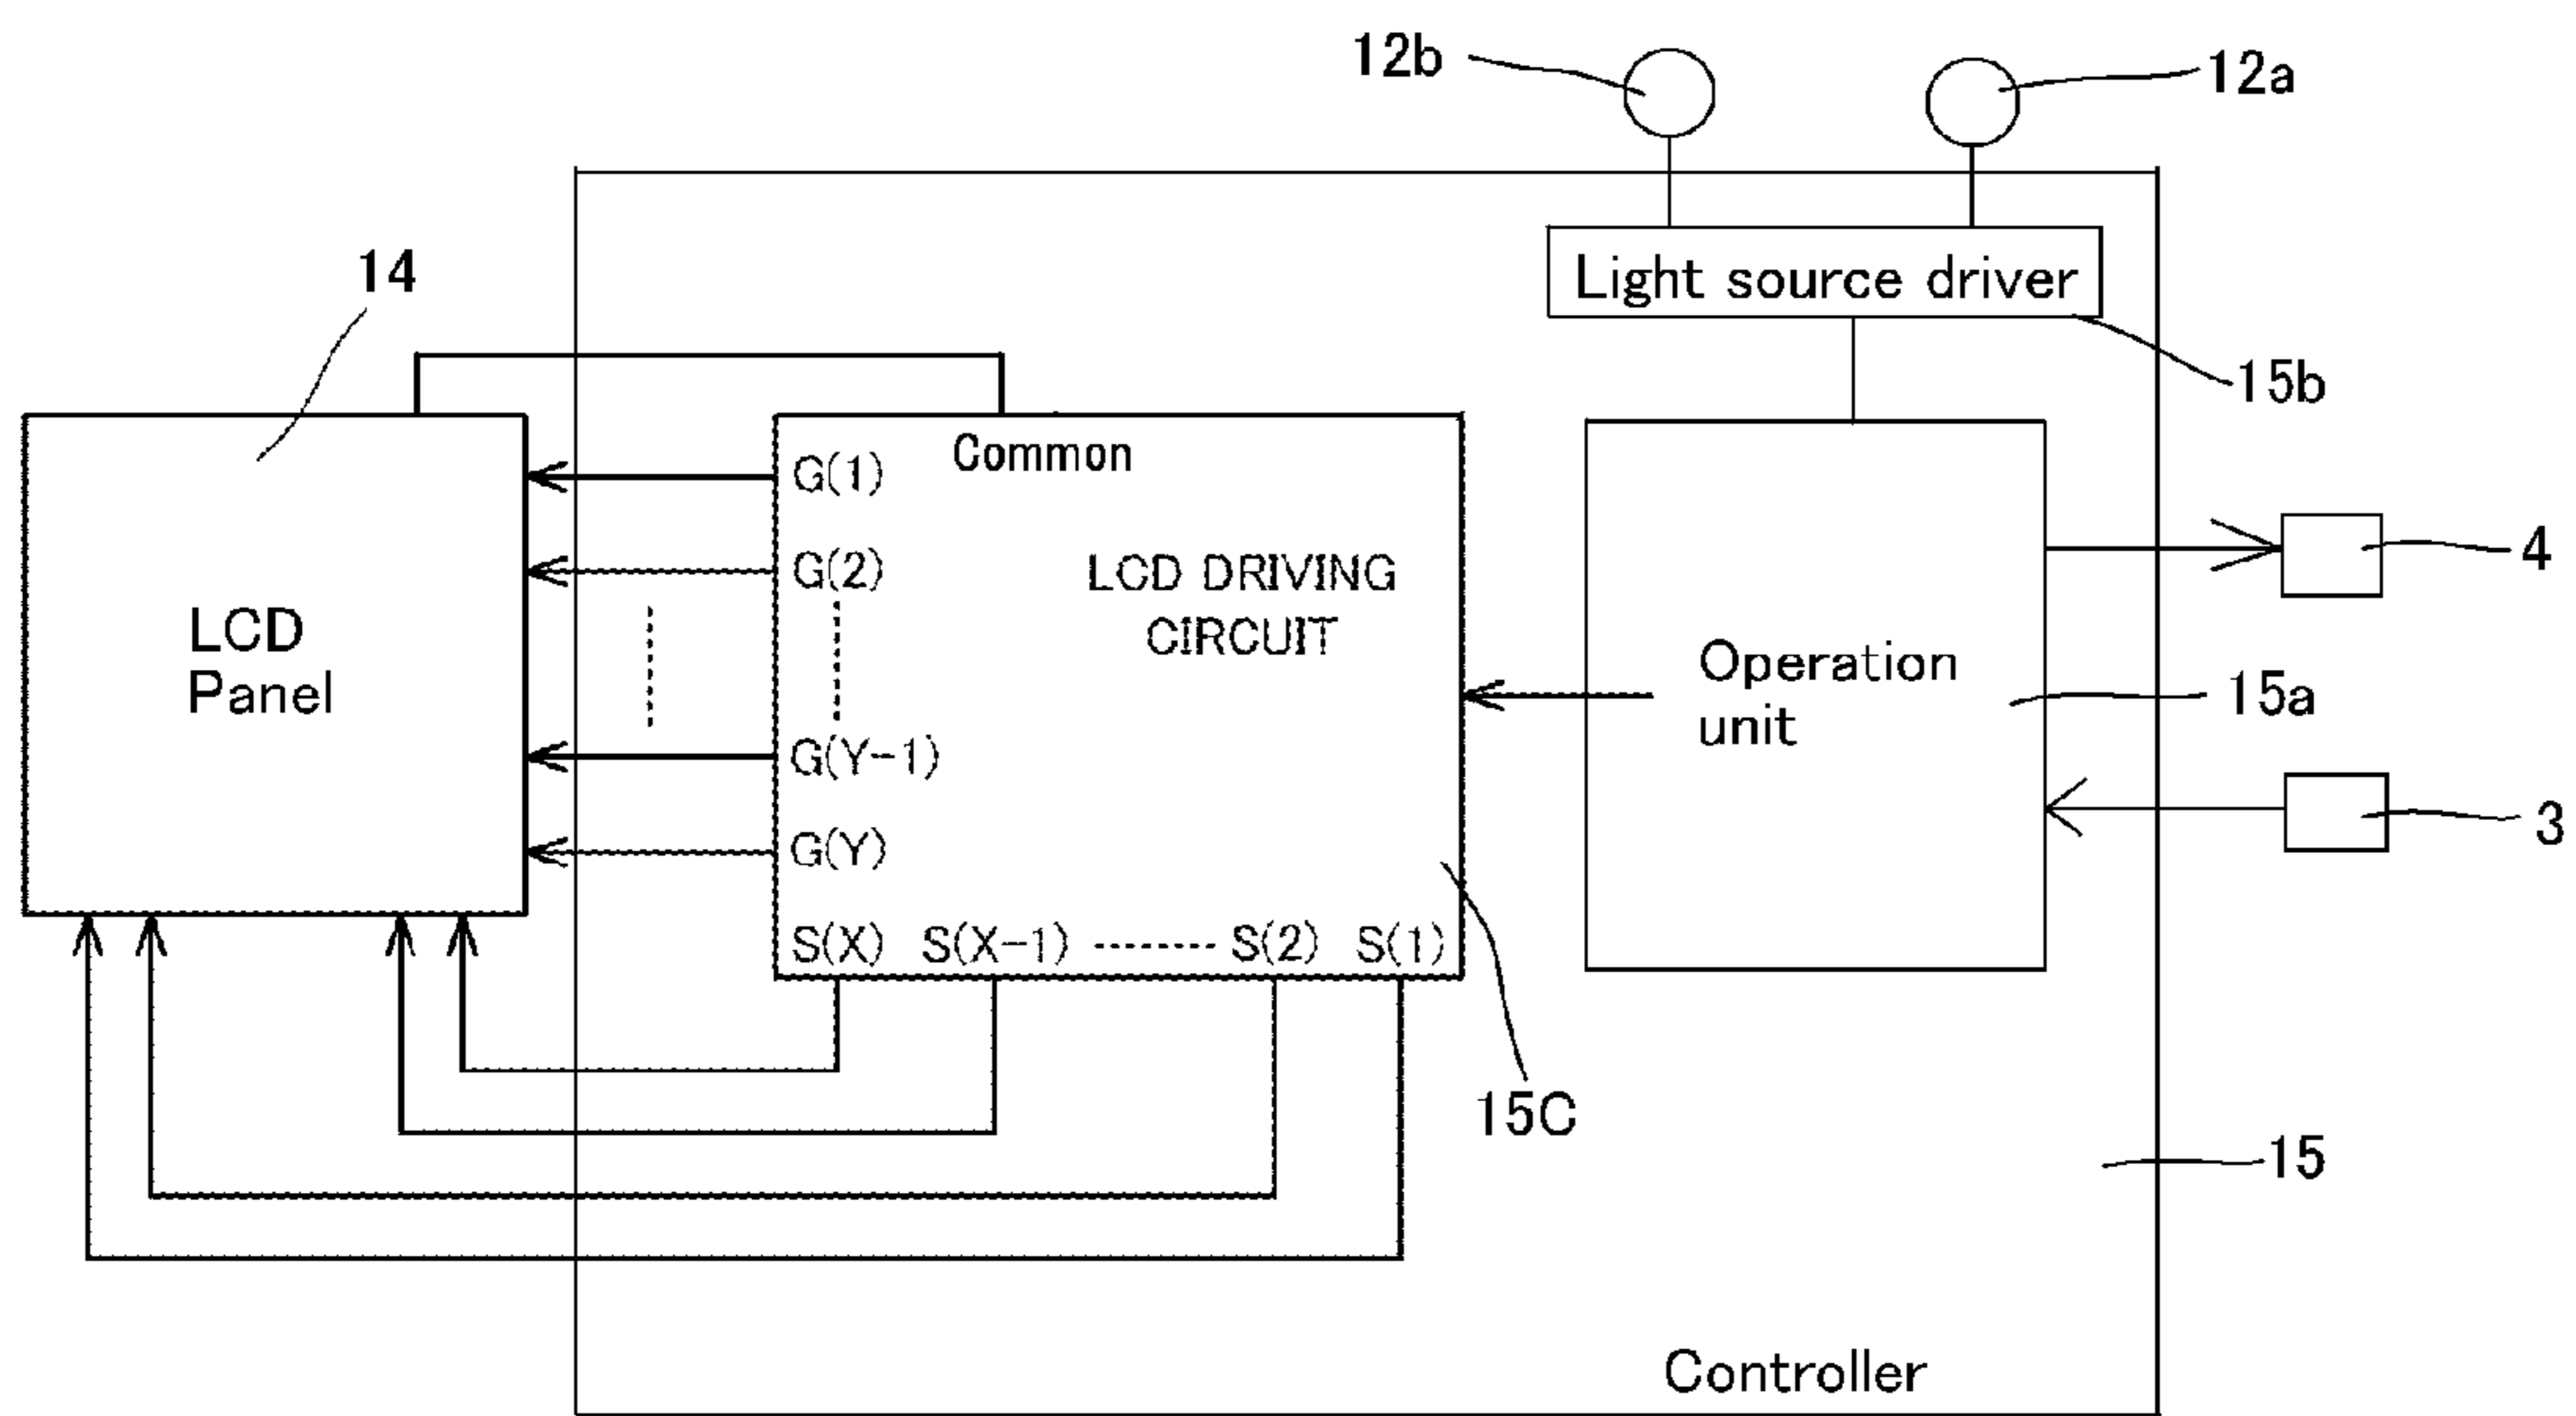 12b
12a
Light source driver
14
15b
Common
G(1)
G(2)
LCD DRIVING
CIRCUIT
4
LCD
Panel
Operation
unit
15a
G(Y-1)
3
G(Y)
S(X) S(X-1) -------- S(2) S(1)
15C
15
Controller